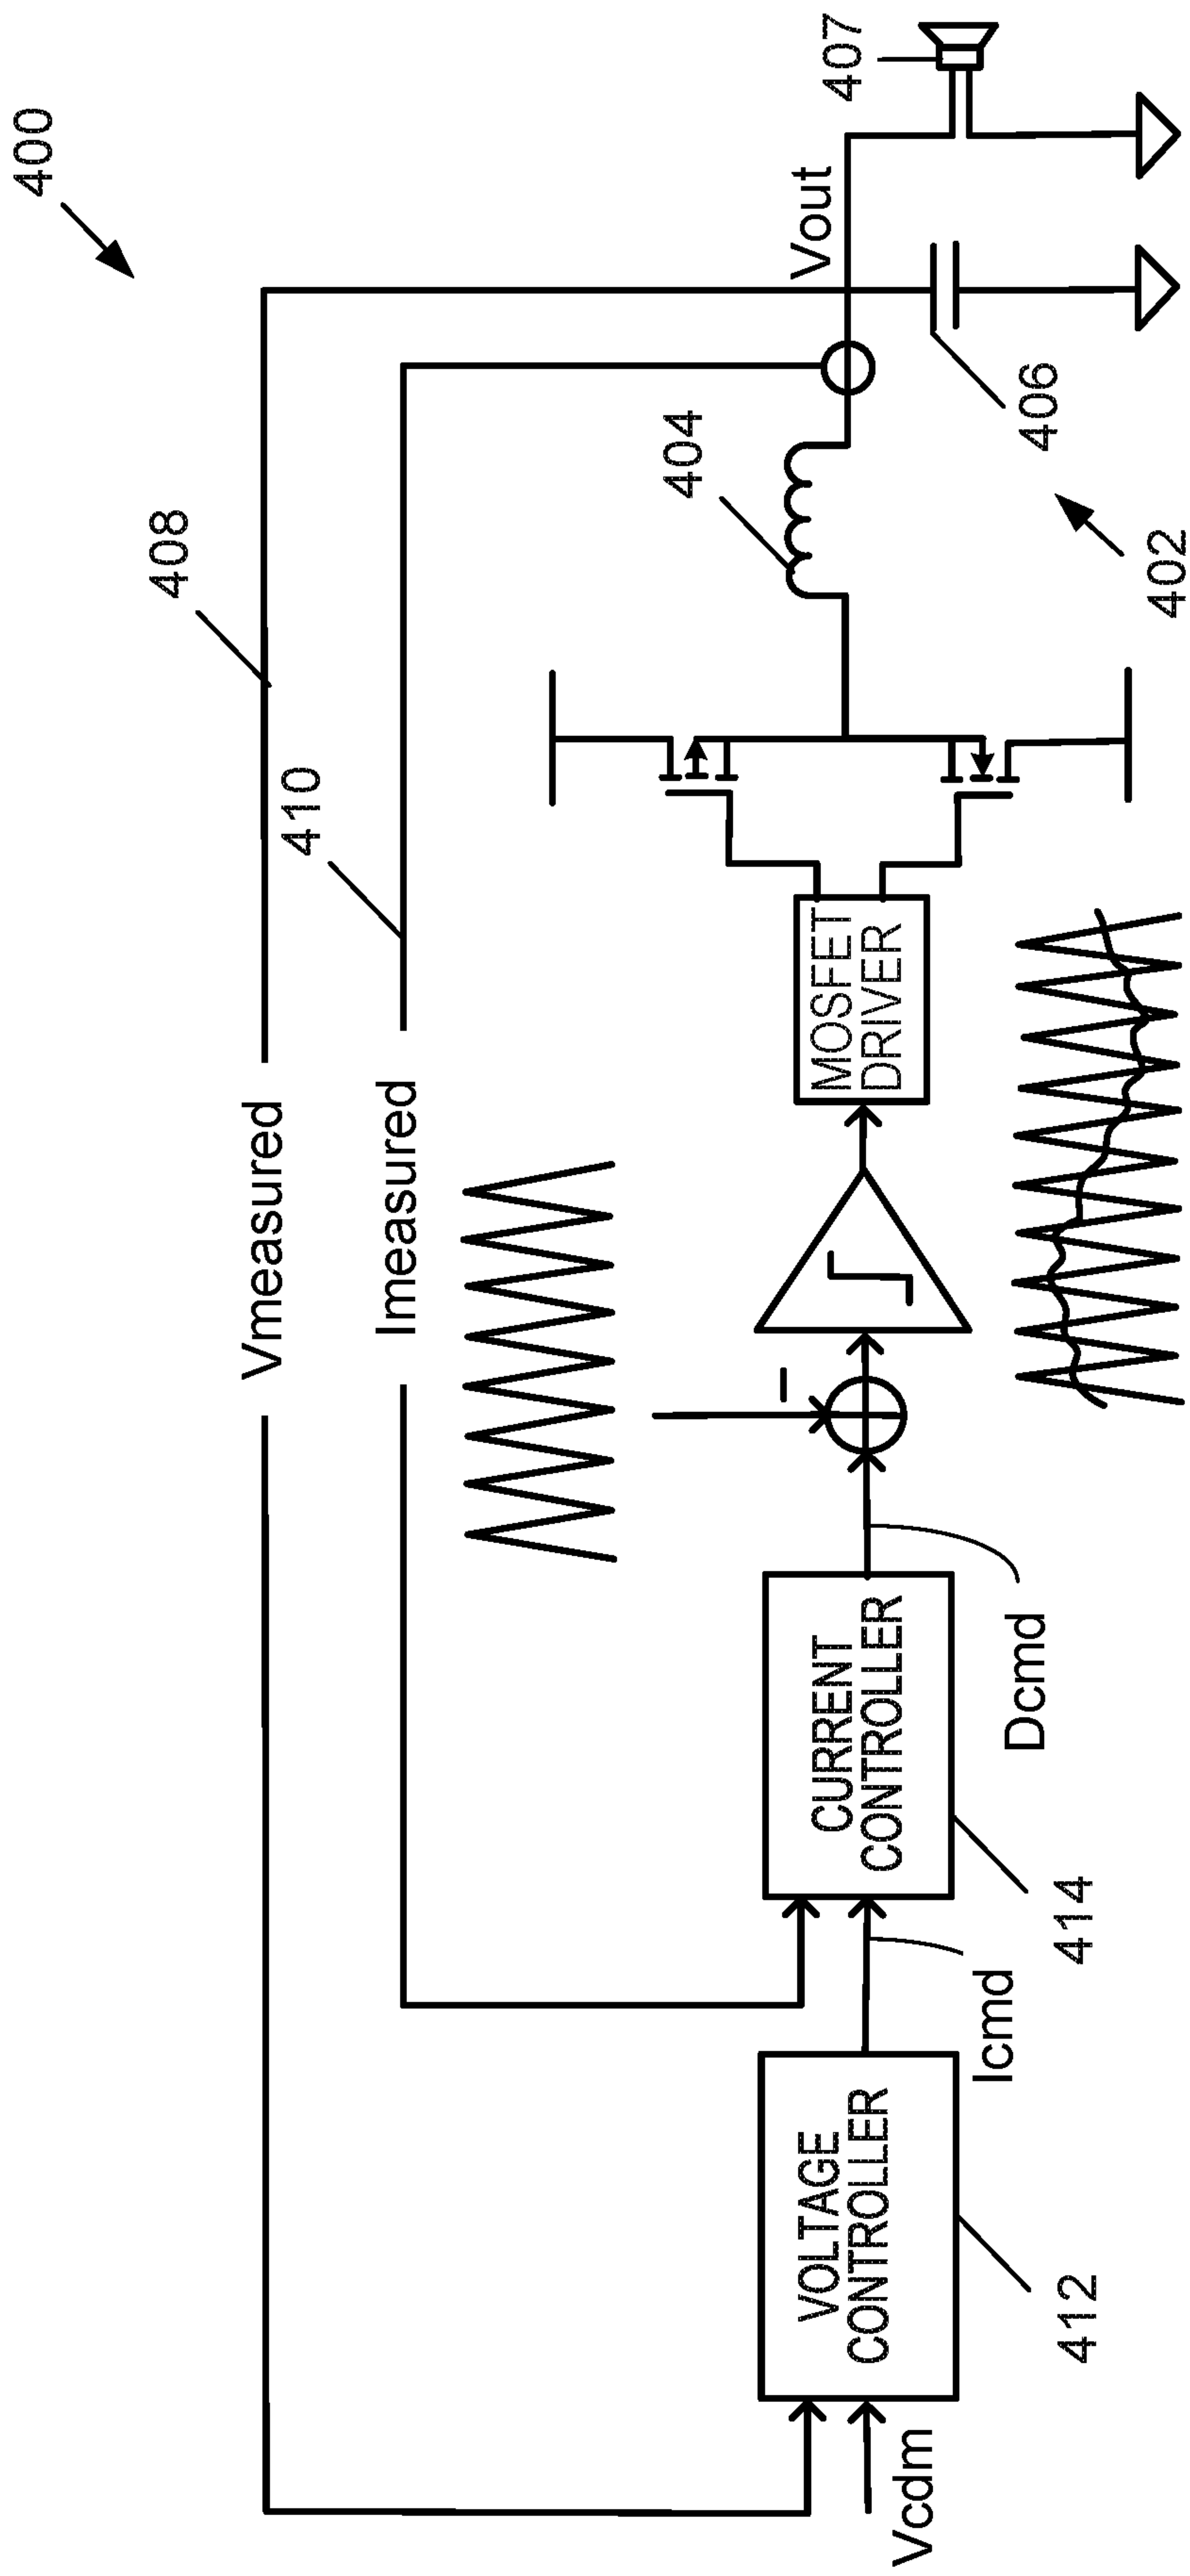 400
408
Vmeasured
410
Imeasured
404
Vout
407
406
402
Vcdm
VOLTAGE
CONTROLLER
412
Icmd
CURRENT
CONTROLLER
414
Dcmd
–
MOSFET
DRIVER